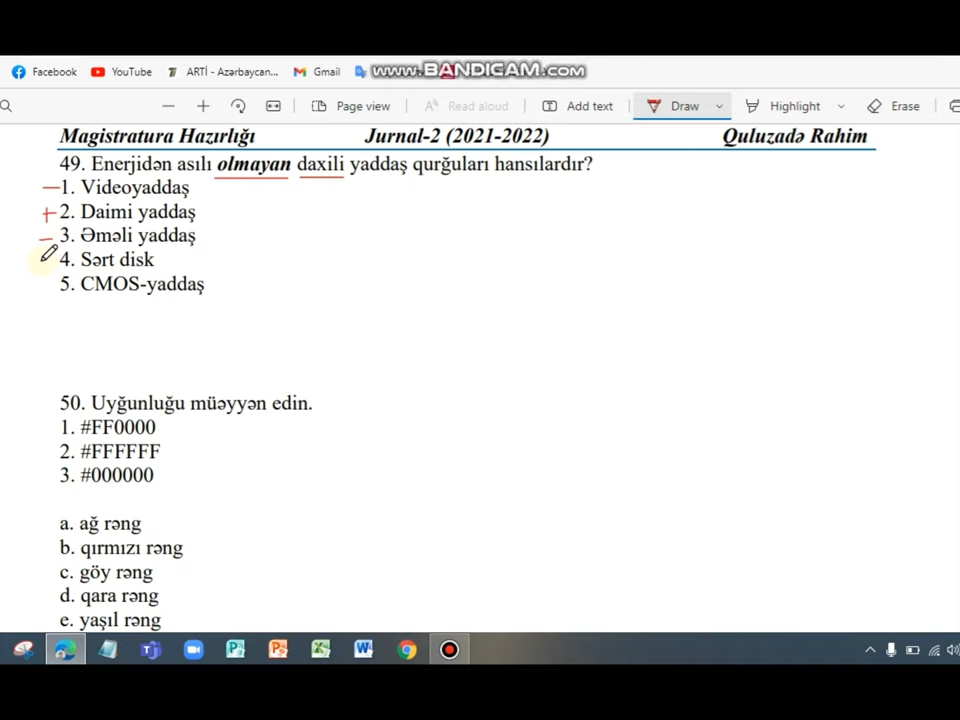 Facebook YouTube ARTİ - Azərbaycan... Gmail www.BANDICAM.com
Page view Read aloud Add text Draw Highlight Erase
Magistratura Hazırlığı Jurnal-2 (2021-2022) Quluzadə Rahim
49. Enerjidən asılı olmayan daxili yaddaş qurğuları hansılardır?
1. Videoyaddaş
2. Daimi yaddaş
3. Əməli yaddaş
4. Sərt disk
5. CMOS-yaddaş
50. Uyğunluğu müəyyən edin.
1. #FF0000
2. #FFFFFF
3. #000000
a. ağ rəng
b. qırmızı rəng
c. göy rəng
d. qara rəng
e. yaşıl rəng